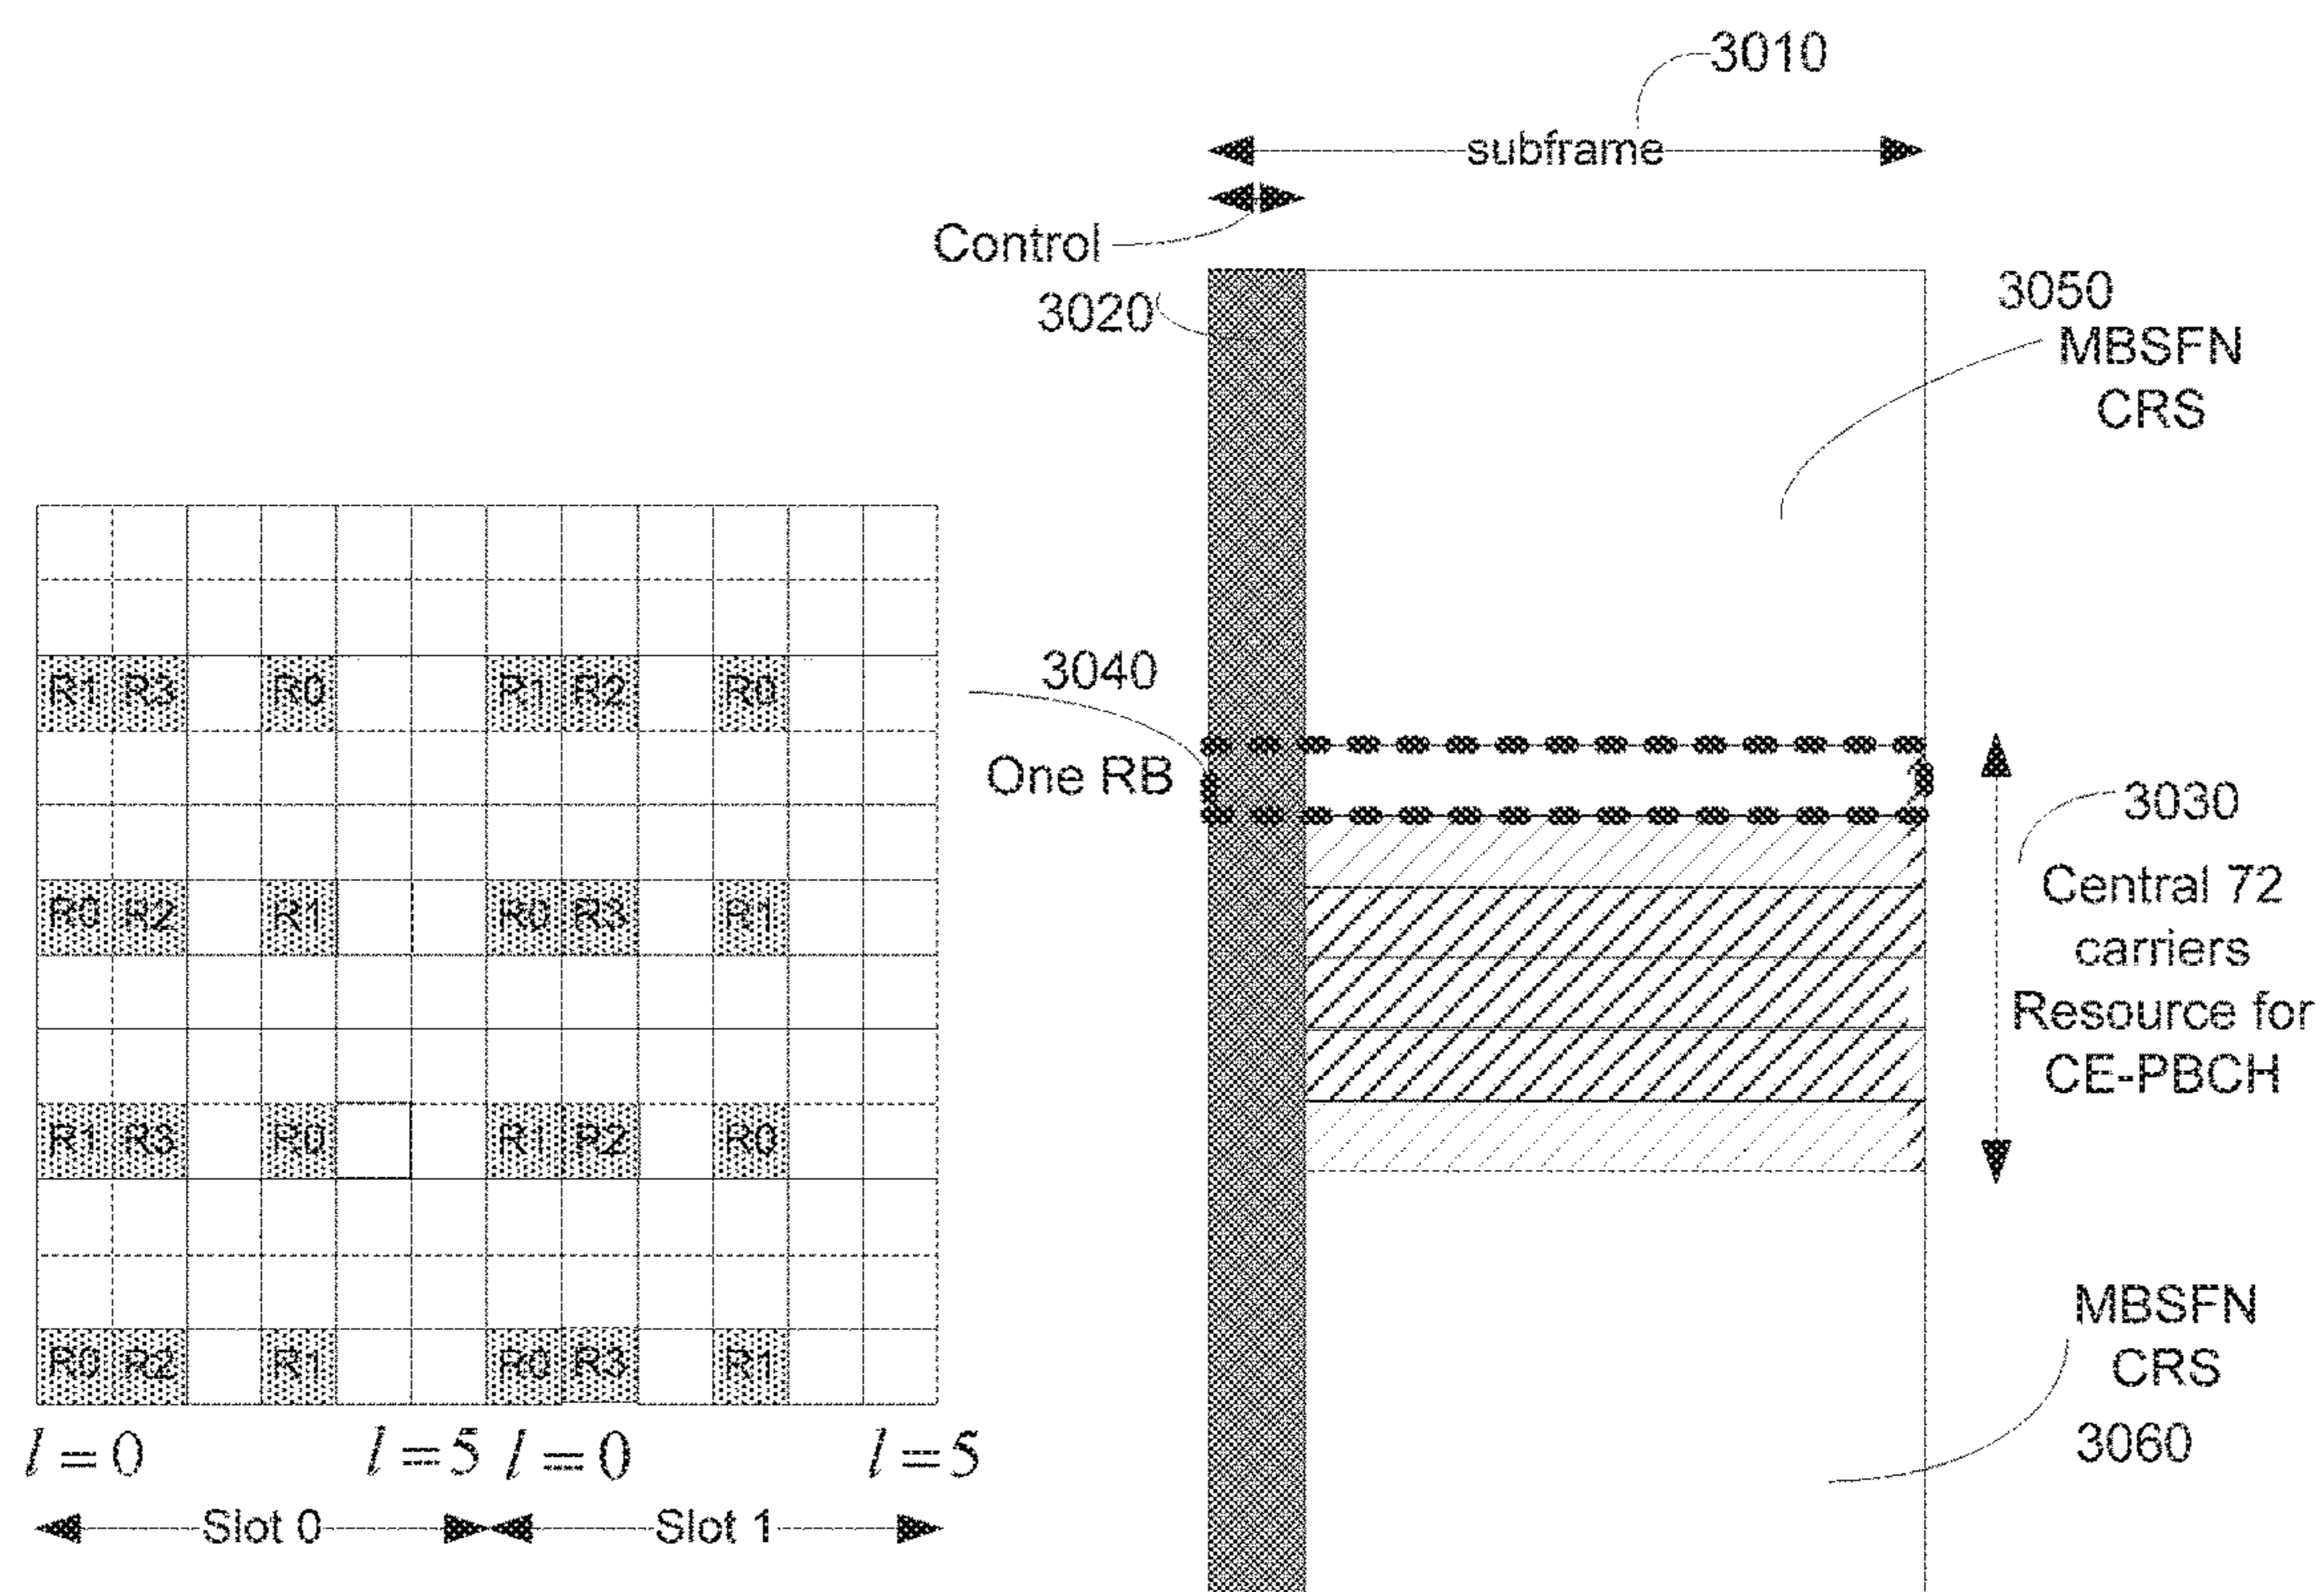 3010
subframe
Control
3020
3050
MBSFN
CRS
R1 R3 R0 R1 R2 R0
3040
One RB
3030
Central 72
carriers
Resource for
CE-PBCH
R0 R2 R1 R0 R3 R1
R1 R3 R0 R1 R2 R0
R0 R2 R1 R0 R3 R1
MBSFN
CRS
3060
l=0 l=5 l=0 l=5
Slot 0 Slot 1